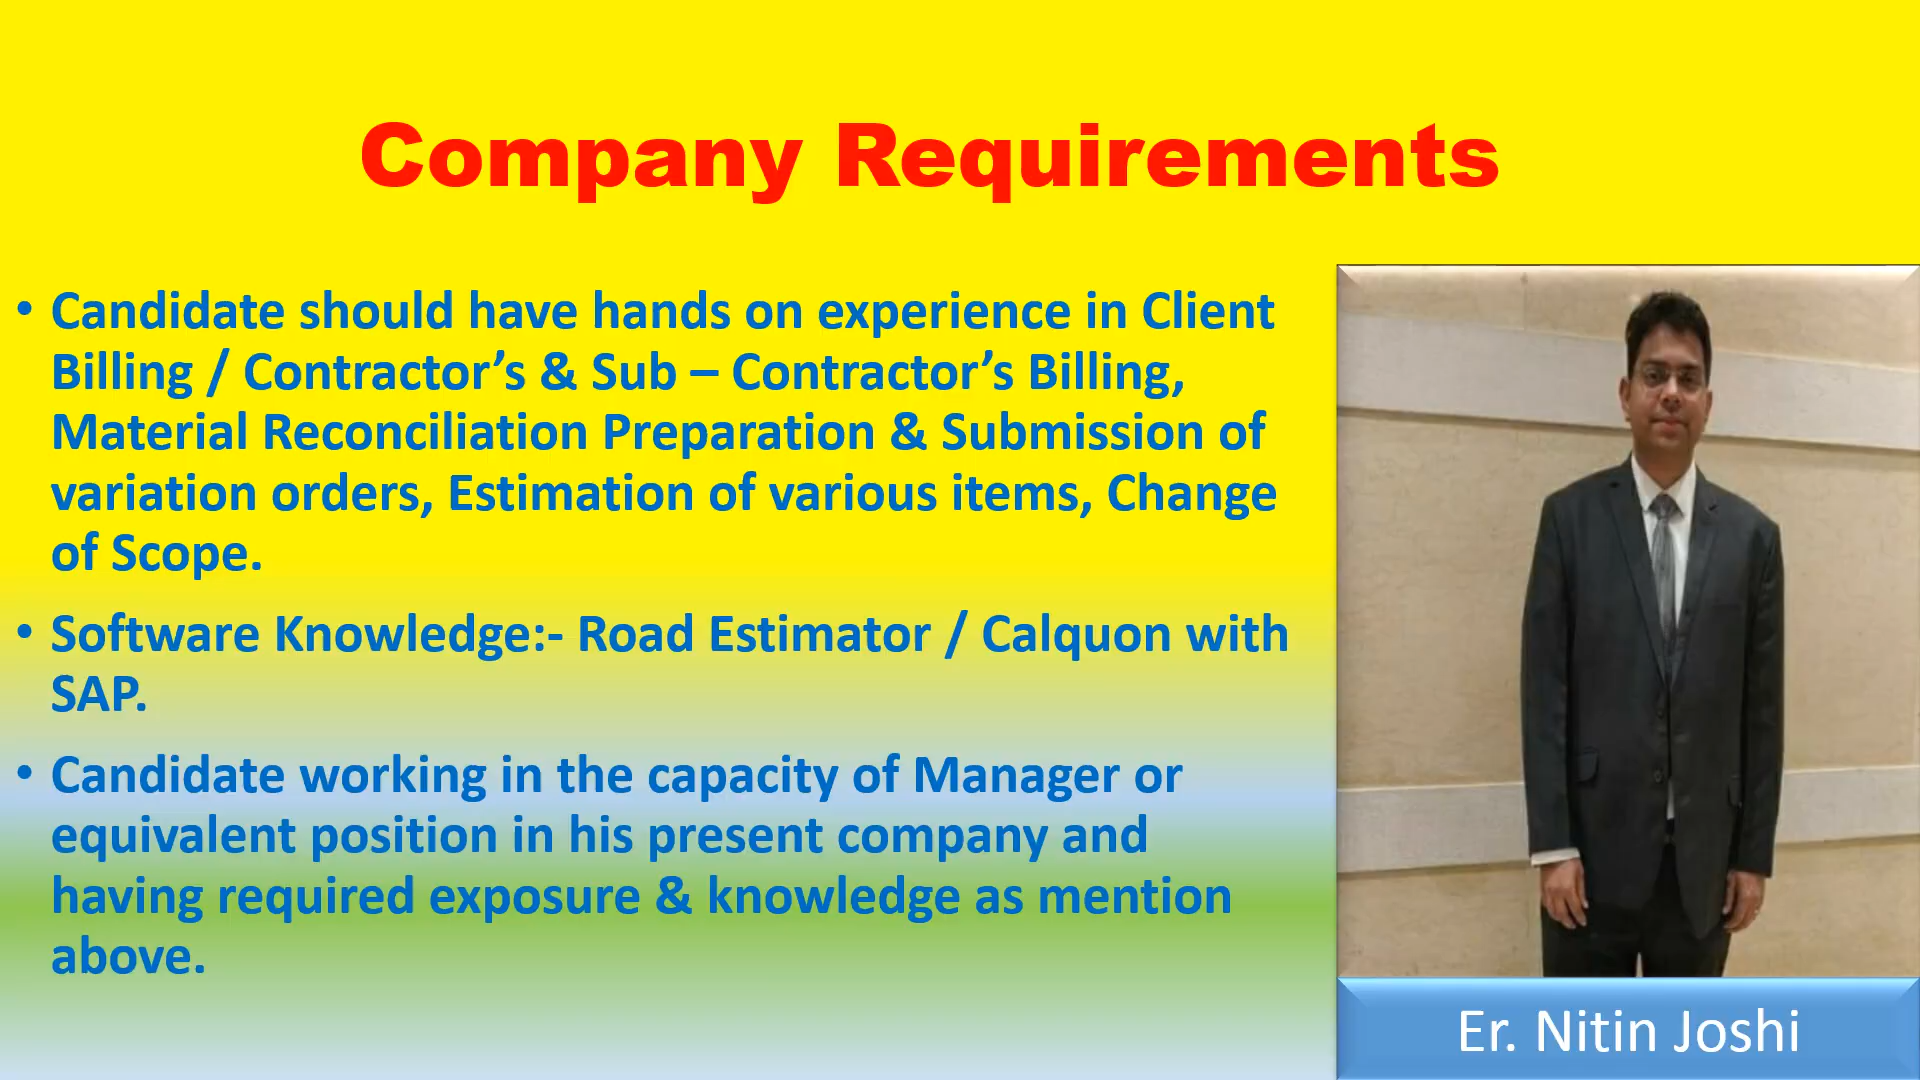 Company Requirements
• Candidate should have hands on experience in Client
Billing / Contractor’s & Sub – Contractor’s Billing,
Material Reconciliation Preparation & Submission of
variation orders, Estimation of various items, Change
of Scope.
• Software Knowledge:- Road Estimator / Calquon with
SAP.
• Candidate working in the capacity of Manager or
equivalent position in his present company and
having required exposure & knowledge as mention
above.
Er. Nitin Joshi